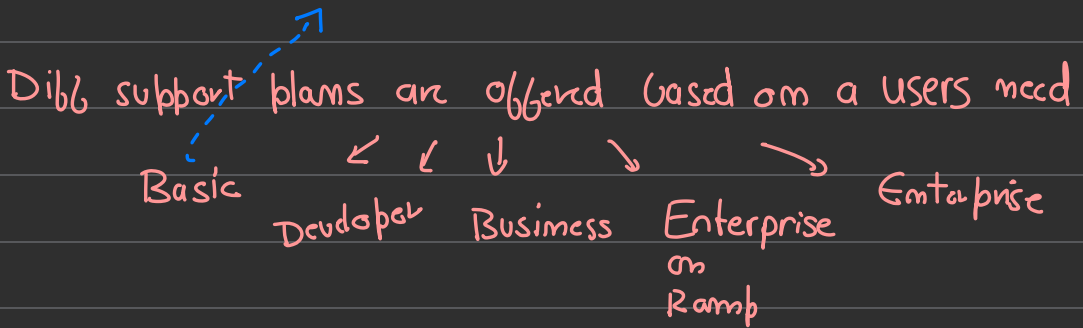 Diff support plans are offered based on a users need
Basic
Developer
Business
Enterprise
on
Ramp
Enterprise